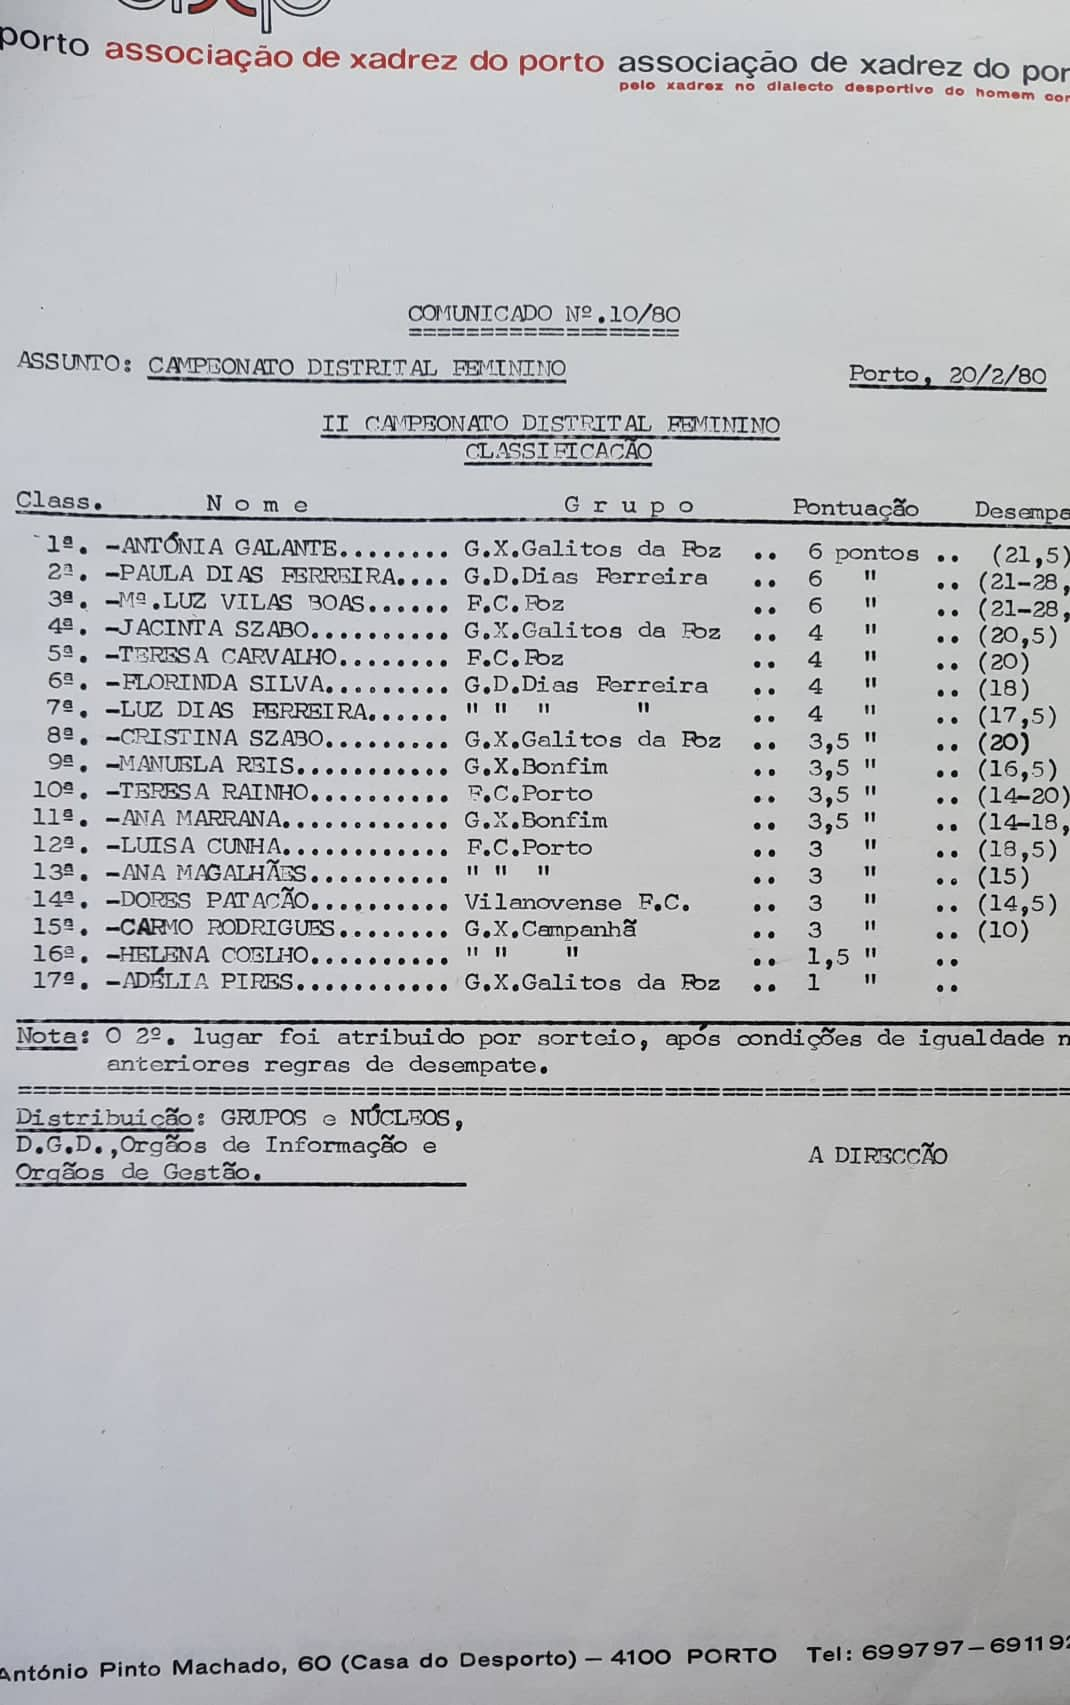 porto associação de xadrez do porto associação de xadrez do por
pelo xadrez no dialecto desportivo do homem con
COMUNICADO Nº.10/80
===================
ASSUNTO: CAMPEONATO DISTRITAL FEMININO Porto, 20/2/80
II CAMPEONATO DISTRITAL FEMININO
CLASSIFICAÇÃO
Class. N o m e G r u p o Pontuação Desempa
1ª. -ANTÓNIA GALANTE........ G.X.Galitos da Foz .. 6 pontos .. (21,5)
2ª. -PAULA DIAS FERREIRA.... G.D.Dias Ferreira .. 6 " .. (21-28,
3ª. -Mª.LUZ VILAS BOAS...... F.C.Foz .. 6 " .. (21-28,
4ª. -JACINTA SZABO.......... G.X.Galitos da Foz .. 4 " .. (20,5)
5ª. -TERESA CARVALHO........ F.C.Foz .. 4 " .. (20)
6ª. -FLORINDA SILVA......... G.D.Dias Ferreira .. 4 " .. (18)
7ª. -LUZ DIAS FERREIRA...... " " " " .. 4 " .. (17,5)
8ª. -CRISTINA SZABO......... G.X.Galitos da Foz .. 3,5 " .. (20)
9ª. -MANUELA REIS........... G.X.Bonfim .. 3,5 " .. (16,5)
10ª. -TERESA RAINHO.......... F.C.Porto .. 3,5 " .. (14-20)
11ª. -ANA MARRANA............ G.X.Bonfim .. 3,5 " .. (14-18,
12ª. -LUISA CUNHA............ F.C.Porto .. 3 " .. (18,5)
13ª. -ANA MAGALHÃES.......... " " " .. 3 " .. (15)
14ª. -DORES PATACÃO.......... Vilanovense F.C. .. 3 " .. (14,5)
15ª. -CARMO RODRIGUES........ G.X.Campanhã .. 3 " .. (10)
16ª. -HELENA COELHO.......... " " " .. 1,5 " ..
17ª. -ADÉLIA PIRES........... G.X.Galitos da Foz .. 1 " ..
Nota: O 2º. lugar foi atribuido por sorteio, após condições de igualdade n
anteriores regras de desempate.
==========================================================================
Distribuição: GRUPOS e NÚCLEOS,
D.G.D.,Orgãos de Informação e
Orgãos de Gestão.
A DIRECÇÃO
António Pinto Machado, 60 (Casa do Desporto) – 4100 PORTO Tel: 699797–69119